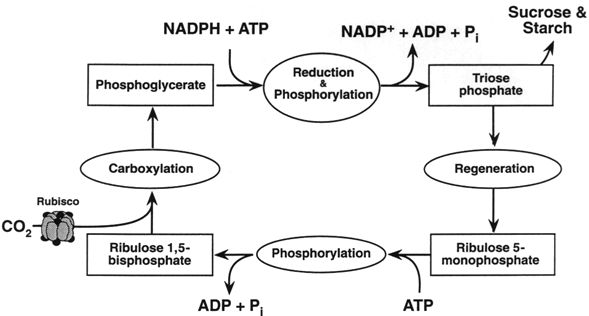 Sucrose &
Starch
NADPH + ATP
NADP+ + ADP + Pi
Phosphoglycerate
Reduction
&
Phosphorylation
Triose
phosphate
Carboxylation
Regeneration
Rubisco
CO2
Ribulose 1,5-
bisphosphate
Phosphorylation
Ribulose 5-
monophosphate
ADP + Pi
ATP